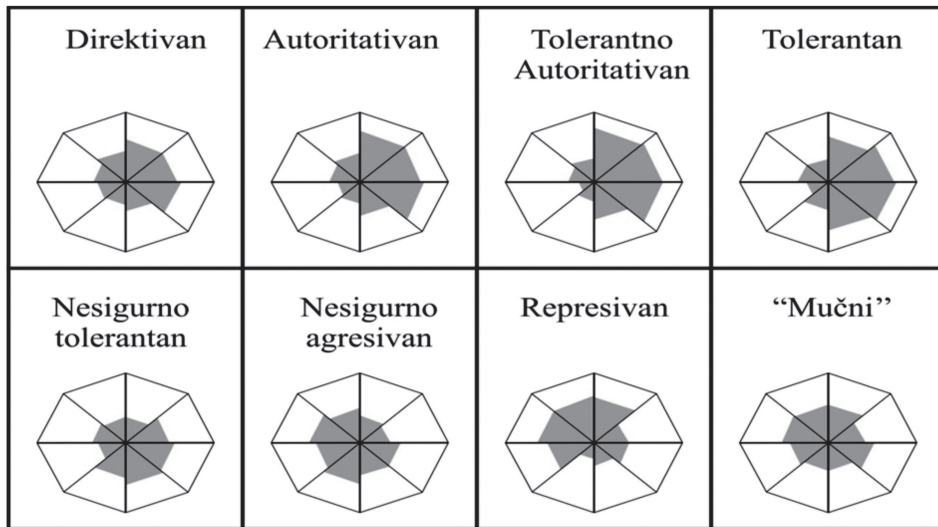 Direktivan
Autoritativan
Tolerantno
Autoritativan
Tolerantan
Nesigurno
tolerantan
Nesigurno
agresivan
Represivan
“Mučni”